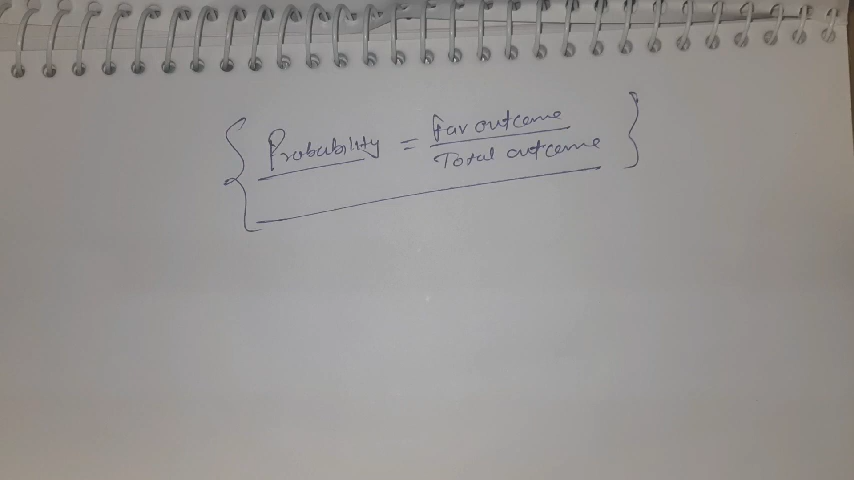 { Probability = Fav outcome / Total outcome }